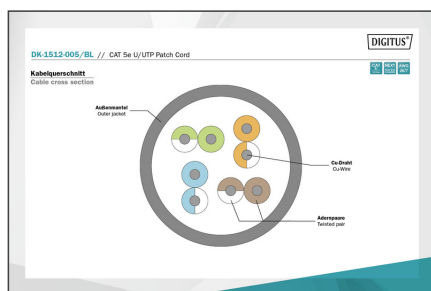 DIGITUS®
DK-1512-005/BL // CAT 5e U/UTP Patch Cord
Kabelquerschnitt
Cable cross section
Außenmantel
Outer jacket
Cu-Draht
Cu-Wire
Adernpaare
Twisted pair